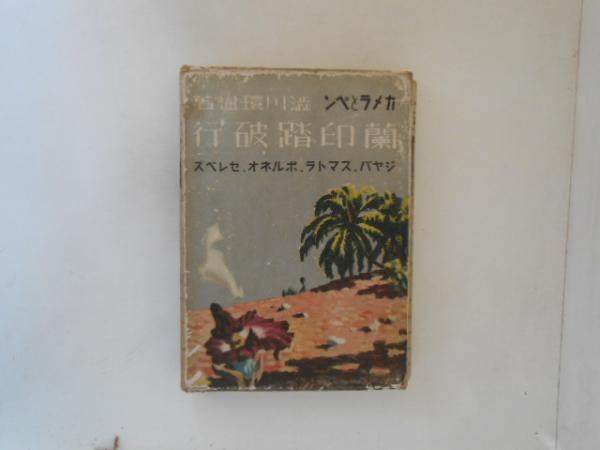 カメラとペン 澁川環樹著
蘭印踏破行
ジヤバ、スマトラ、ボルネオ、セレベス